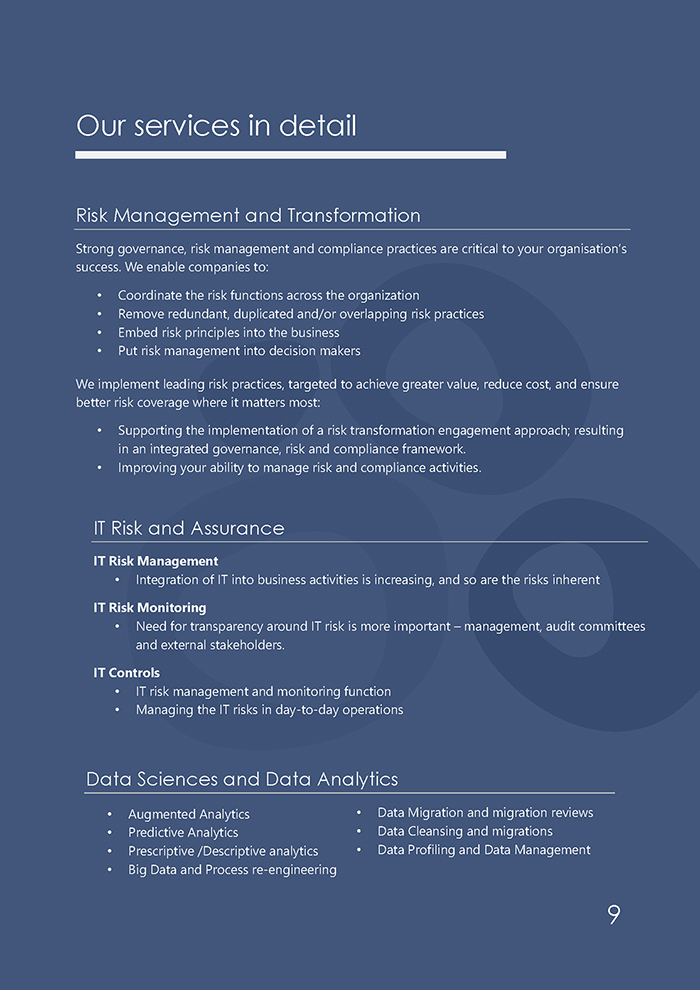 Our services in detail
Risk Management and Transformation
Strong governance, risk management and compliance practices are critical to your organisation’s
success. We enable companies to:
• Coordinate the risk functions across the organization
• Remove redundant, duplicated and/or overlapping risk practices
• Embed risk principles into the business
• Put risk management into decision makers
We implement leading risk practices, targeted to achieve greater value, reduce cost, and ensure
better risk coverage where it matters most:
• Supporting the implementation of a risk transformation engagement approach; resulting
in an integrated governance, risk and compliance framework.
• Improving your ability to manage risk and compliance activities.
IT Risk and Assurance
IT Risk Management
• Integration of IT into business activities is increasing, and so are the risks inherent
IT Risk Monitoring
• Need for transparency around IT risk is more important – management, audit committees
and external stakeholders.
IT Controls
• IT risk management and monitoring function
• Managing the IT risks in day-to-day operations
Data Sciences and Data Analytics
• Augmented Analytics
• Predictive Analytics
• Prescriptive /Descriptive analytics
• Big Data and Process re-engineering
• Data Migration and migration reviews
• Data Cleansing and migrations
• Data Profiling and Data Management
9